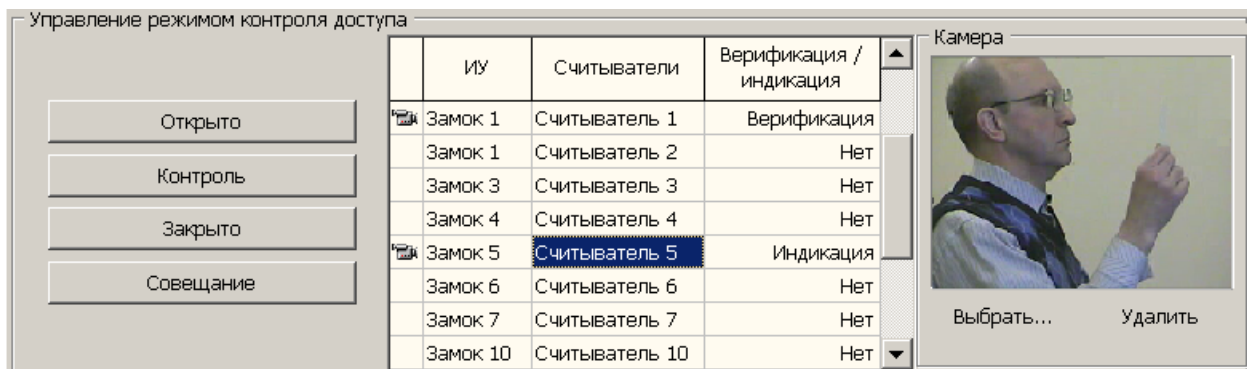 Управление режимом контроля доступа
Открыто
Контроль
Закрыто
Совещание
ИУ Считыватели Верификация / индикация
Замок 1 Считыватель 1 Верификация
Замок 1 Считыватель 2 Нет
Замок 3 Считыватель 3 Нет
Замок 4 Считыватель 4 Нет
Замок 5 Считыватель 5 Индикация
Замок 6 Считыватель 6 Нет
Замок 7 Считыватель 7 Нет
Замок 10 Считыватель 10 Нет
Камера
Выбрать... Удалить